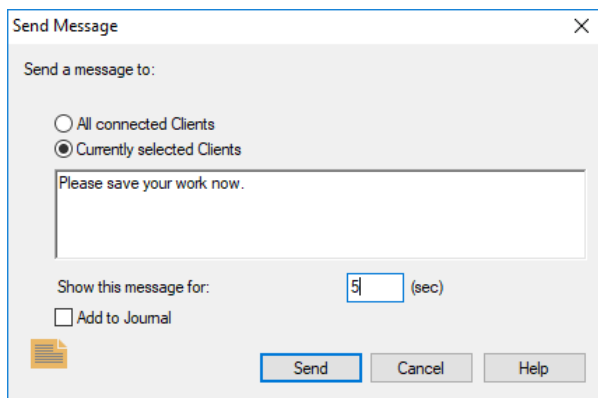 Send Message
Send a message to:
All connected Clients
Currently selected Clients
Please save your work now.
Show this message for: 5 (sec)
Add to Journal
Send Cancel Help